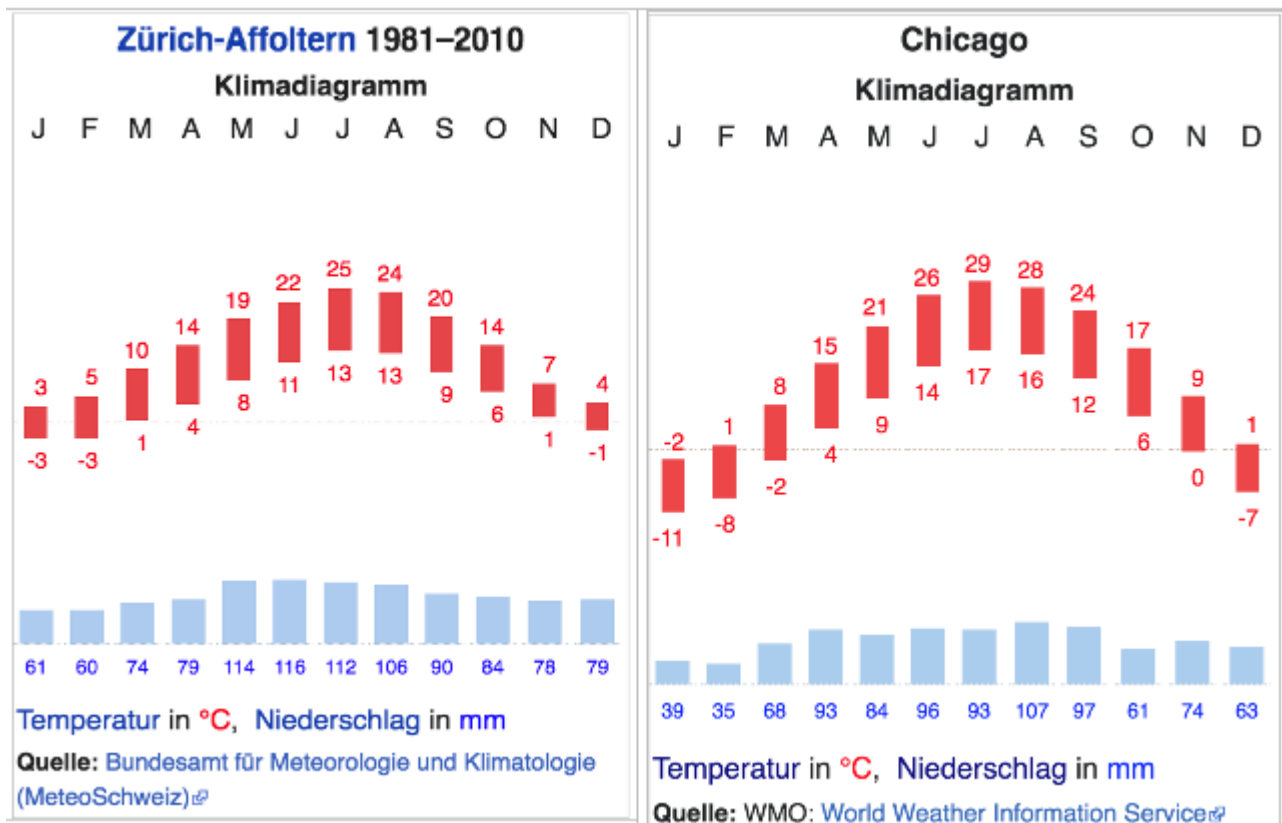 Zürich-Affoltern 1981–2010
Klimadiagramm
J F M A M J J A S O N D
3 5 10 14 19 22 25 24 20 14 7 4
-3 -3 1 4 8 11 13 13 9 6 1 -1
61 60 74 79 114 116 112 106 90 84 78 79
Temperatur in °C, Niederschlag in mm
Quelle: Bundesamt für Meteorologie und Klimatologie
(MeteoSchweiz)
Chicago
Klimadiagramm
J F M A M J J A S O N D
-2 1 8 15 21 26 29 28 24 17 9 1
-11 -8 -2 4 9 14 17 16 12 6 0 -7
39 35 68 93 84 96 93 107 97 61 74 63
Temperatur in °C, Niederschlag in mm
Quelle: WMO: World Weather Information Service